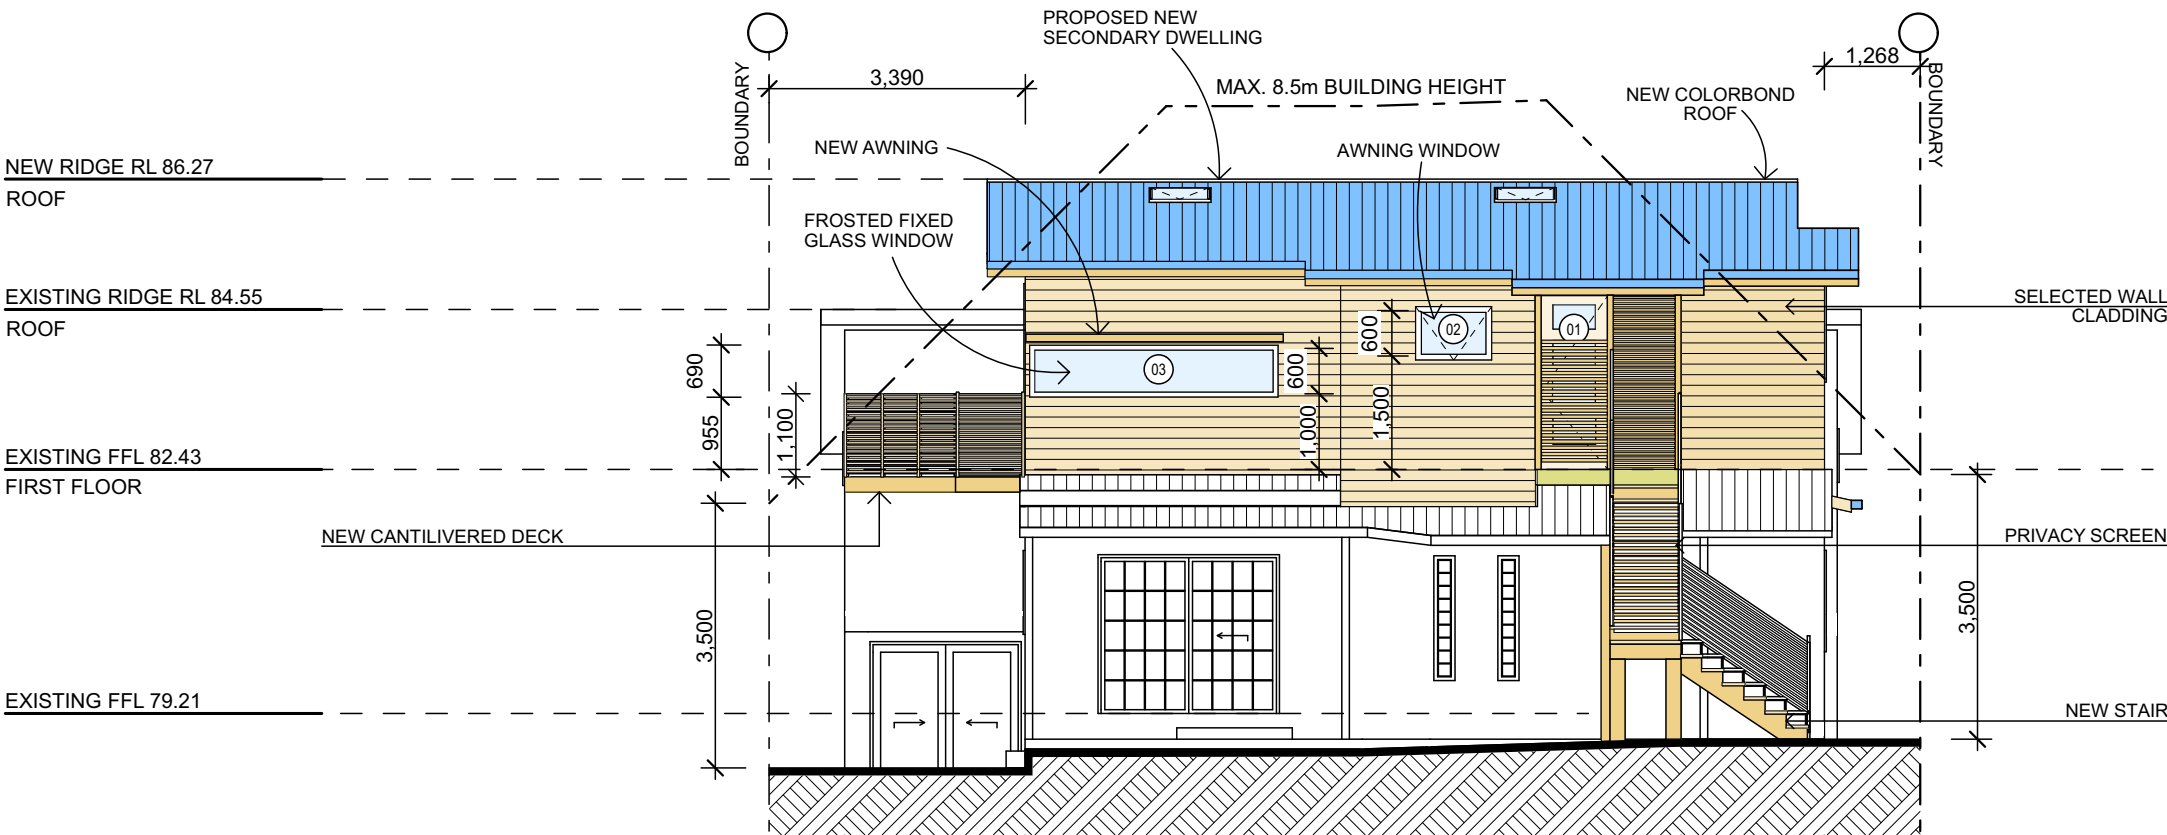 PROPOSED NEW
SECONDARY DWELLING
BOUNDARY
3,390
MAX. 8.5m BUILDING HEIGHT
1,268
BOUNDARY
NEW COLORBOND
ROOF
NEW AWNING
AWNING WINDOW
NEW RIDGE RL 86.27
ROOF
FROSTED FIXED
GLASS WINDOW
EXISTING RIDGE RL 84.55
ROOF
SELECTED WALL
CLADDING
690
955
1,100
03
600
1,000
600
1,500
02
01
EXISTING FFL 82.43
FIRST FLOOR
NEW CANTILIVERED DECK
PRIVACY SCREEN
3,500
3,500
EXISTING FFL 79.21
NEW STAIR